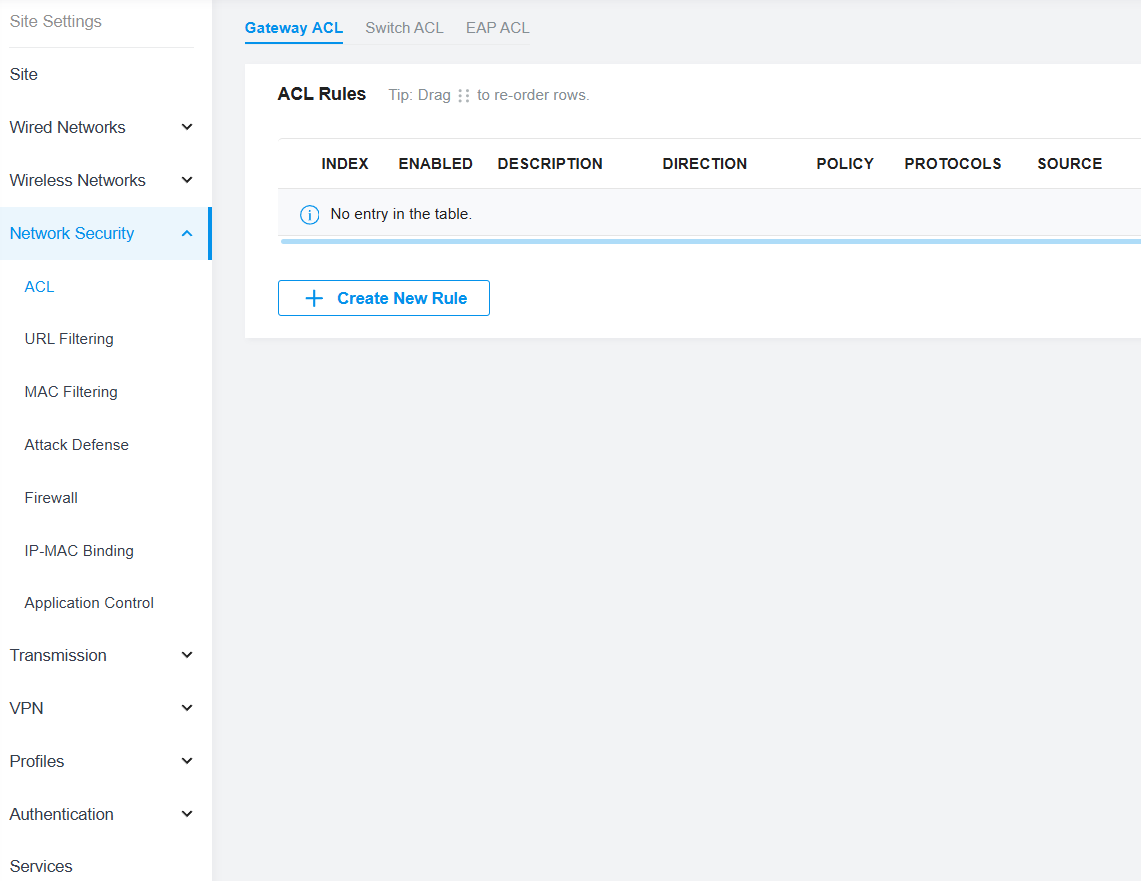 Site Settings
Site
Wired Networks
Wireless Networks
Network Security
ACL
URL Filtering
MAC Filtering
Attack Defense
Firewall
IP-MAC Binding
Application Control
Transmission
VPN
Profiles
Authentication
Services
Gateway ACL Switch ACL EAP ACL
ACL Rules Tip: Drag to re-order rows.
INDEX ENABLED DESCRIPTION DIRECTION POLICY PROTOCOLS SOURCE
No entry in the table.
Create New Rule